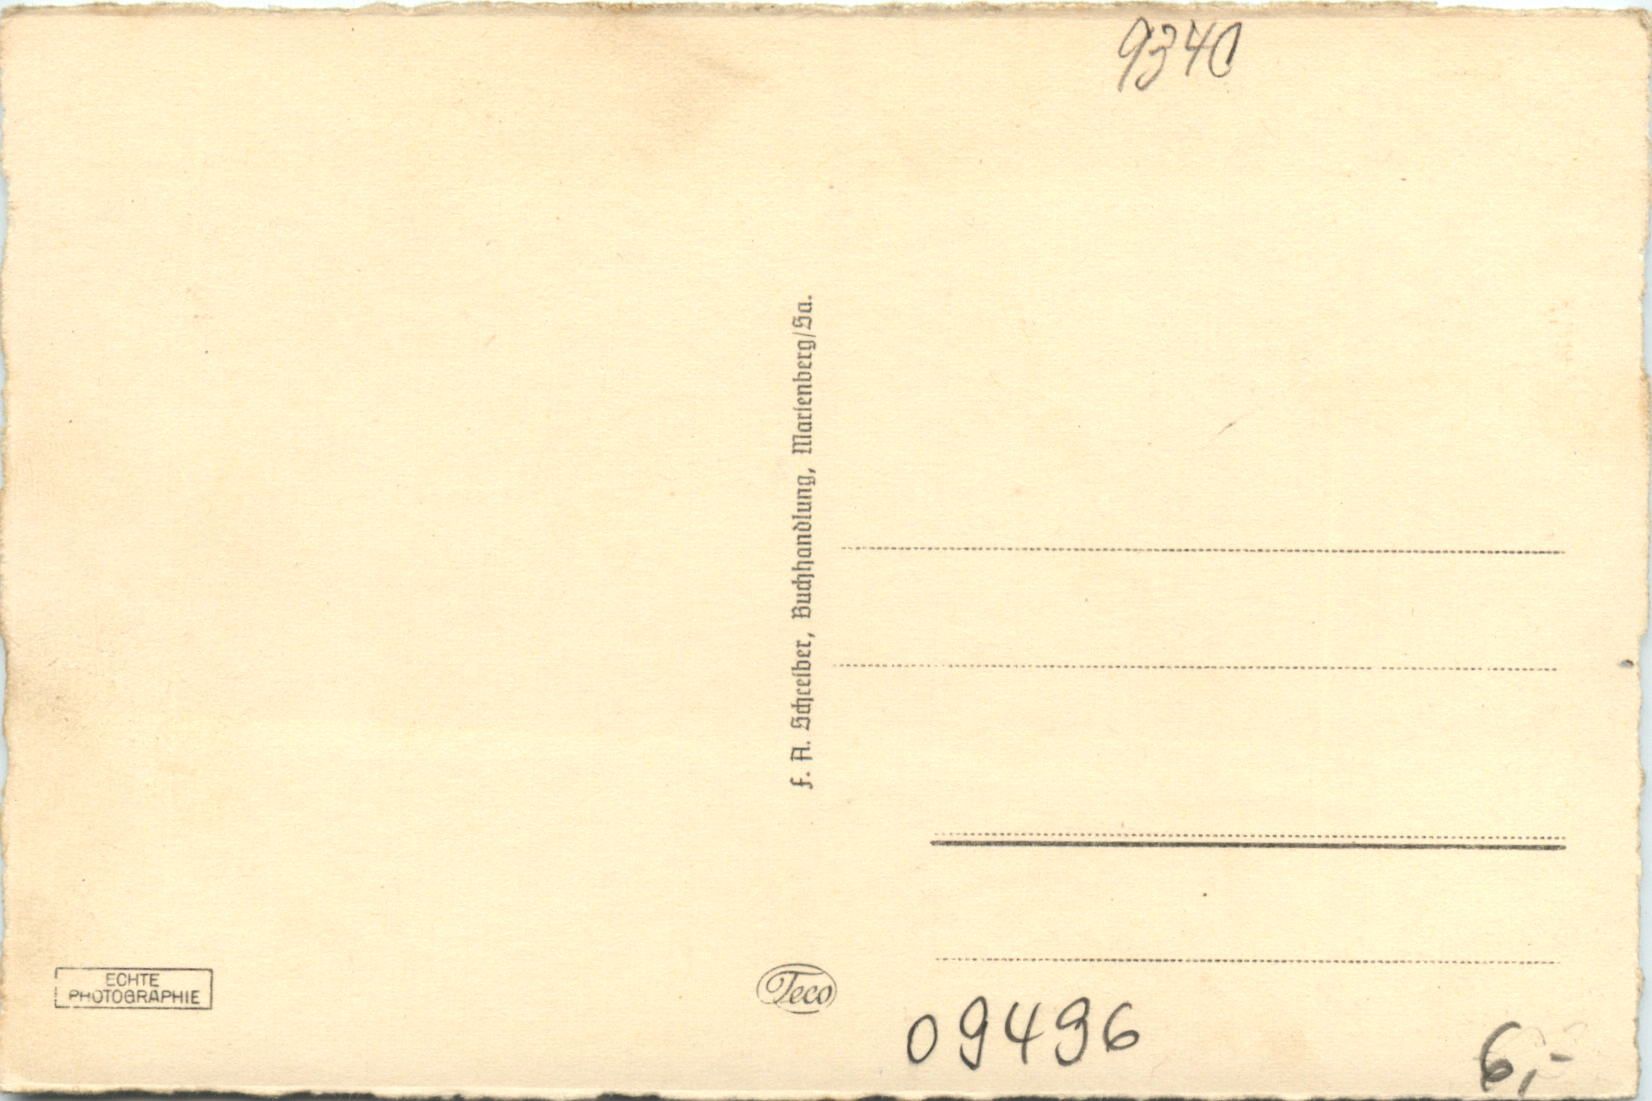 9340
F. A. Schreiber, Buchhandlung, Marienberg/Sa.
ECHTE
PHOTOGRAPHIE
Teco
09496
6,-